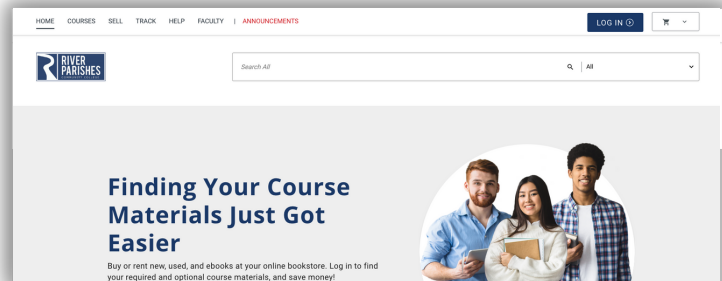 HOME COURSES SELL TRACK HELP FACULTY | ANNOUNCEMENTS LOG IN
RIVER
PARISHES
COMMUNITY COLLEGE
Search All All
Finding Your Course
Materials Just Got
Easier
Buy or rent new, used, and ebooks at your online bookstore. Log in to find
your required and optional course materials, and save money!